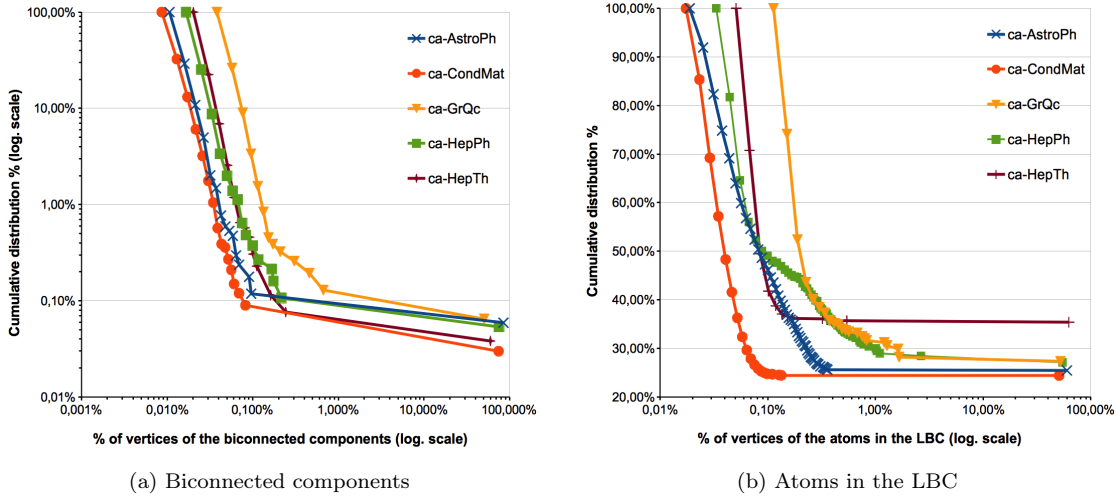 100,00%
10,00%
1,00%
0,10%
0,01%
0,001%
0,010%
0,100%
1,000%
10,000%
100,000%
Cumulative distribution % (log. scale)
% of vertices of the biconnected components (log. scale)
ca-AstroPh
ca-CondMat
ca-GrQc
ca-HepPh
ca-HepTh
(a) Biconnected components
100,00%
90,00%
80,00%
70,00%
60,00%
50,00%
40,00%
30,00%
20,00%
0,01%
0,10%
1,00%
10,00%
100,00%
Cumulative distribution %
% of vertices of the atoms in the LBC (log. scale)
ca-AstroPh
ca-CondMat
ca-GrQc
ca-HepPh
ca-HepTh
(b) Atoms in the LBC